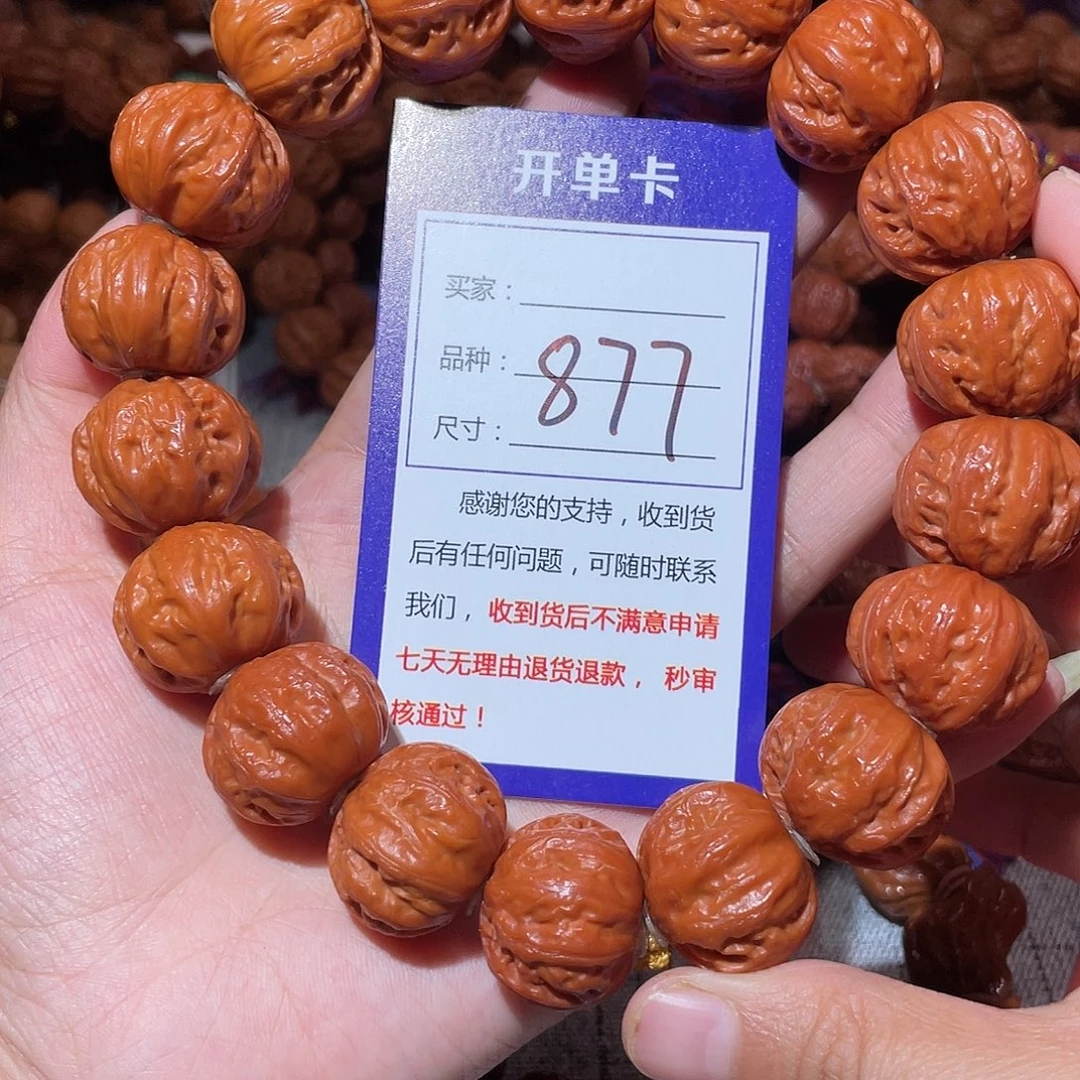 开单卡
买家：
品种：877
尺寸：
感谢您的支持，收到货
后有任何问题，可随时联系
我们，收到货后不满意申请
七天无理由退货退款，秒审
核通过！